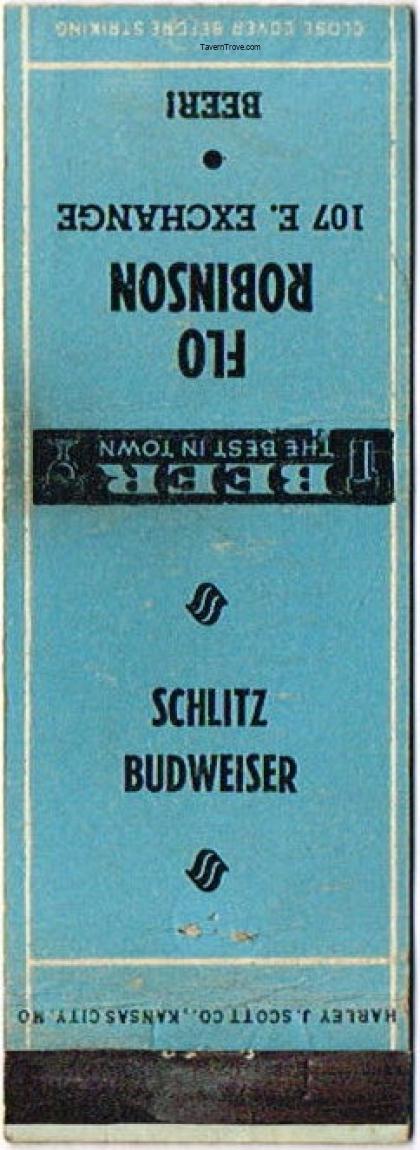 CLOSE COVER BEFORE STRIKING
TavernTrove.com
BEER!
107 E. EXCHANGE
FLO
ROBINSON
BEER
THE BEST IN TOWN
SCHLITZ
BUDWEISER
HARLEY J. SCOTT CO., KANSAS CITY, MO